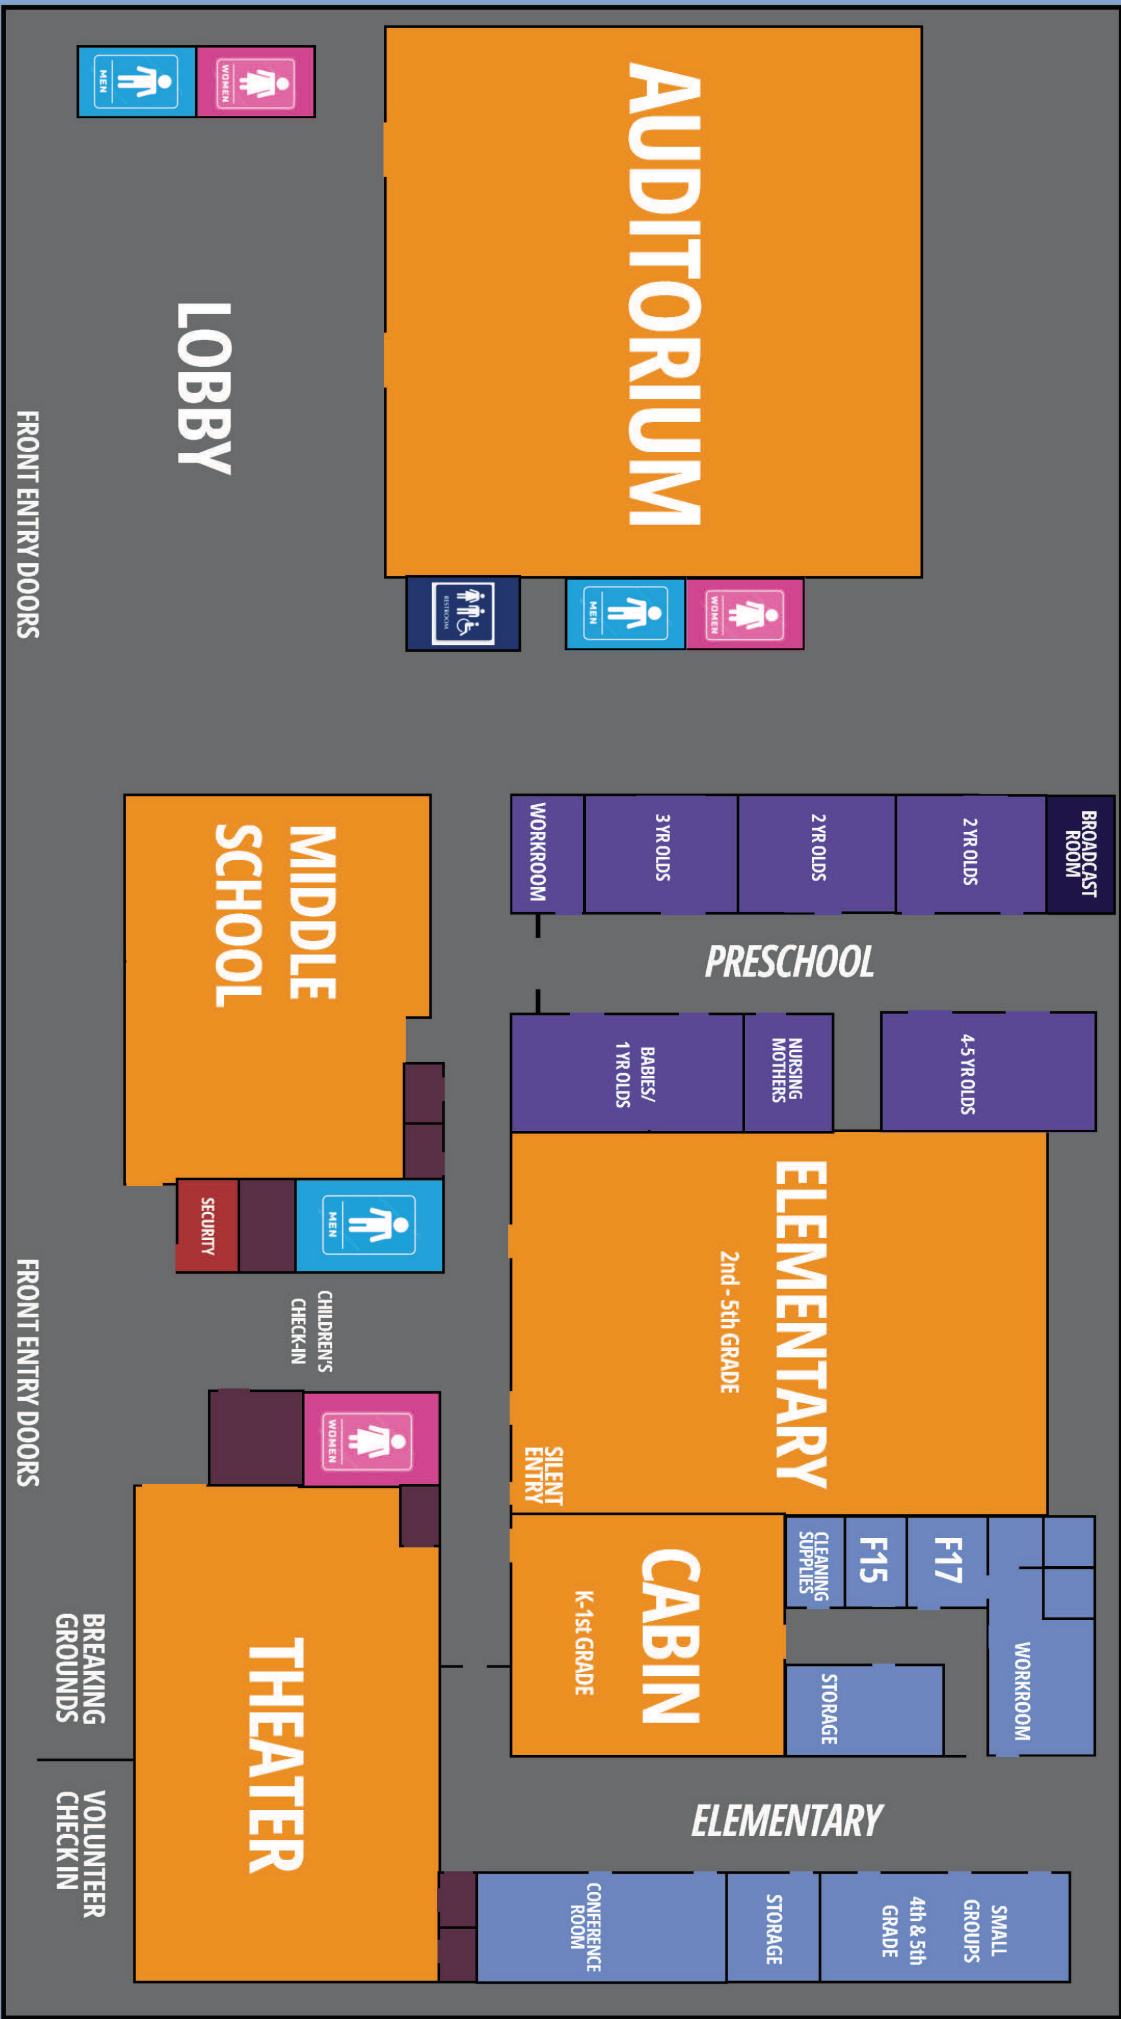 AUDITORIUM
WOMEN
MEN
LOBBY
FRONT ENTRY DOORS
WOMEN
MEN
RESTROOM
BROADCAST
ROOM
2 YR OLDS
2 YR OLDS
3 YR OLDS
WORKROOM
PRESCHOOL
4-5 YR OLDS
NURSING
MOTHERS
BABIES/
1 YR OLDS
MIDDLE
SCHOOL
MEN
SECURITY
CHILDREN'S
CHECK-IN
WOMEN
FRONT ENTRY DOORS
ELEMENTARY
2nd - 5th GRADE
SILENT
ENTRY
CABIN
K-1st GRADE
CLEANING
SUPPLIES
F15
F17
WORKROOM
STORAGE
THEATER
BREAKING
GROUNDS
VOLUNTEER
CHECK IN
ELEMENTARY
SMALL
GROUPS
4th & 5th
GRADE
STORAGE
CONFERENCE
ROOM